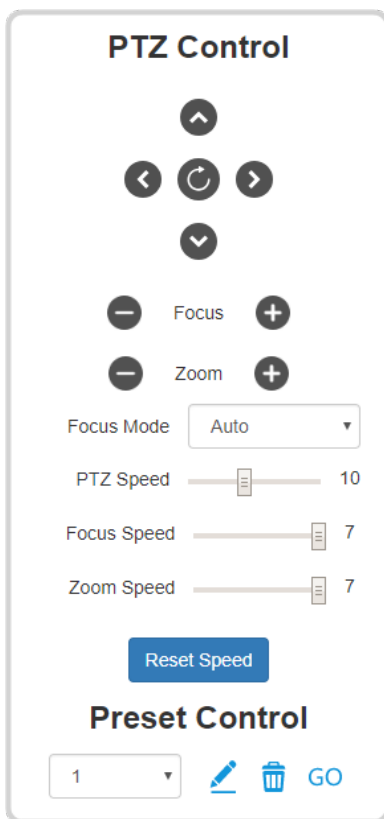 PTZ Control
Focus
Zoom
Focus Mode Auto
PTZ Speed 10
Focus Speed 7
Zoom Speed 7
Reset Speed
Preset Control
1 GO